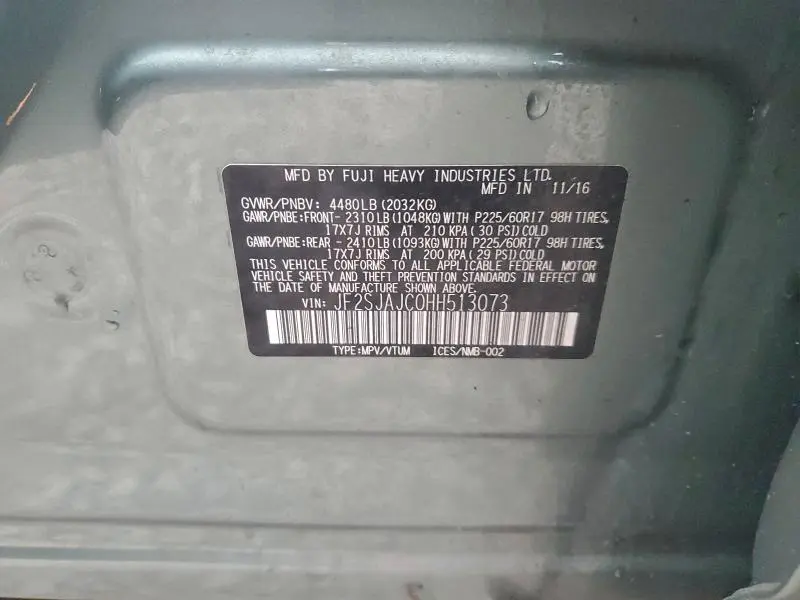 MFD BY FUJI HEAVY INDUSTRIES LTD.
MFD IN 11/16
GVWR/PNBV: 4480LB(2032KG)
GAWR/PNBE:FRONT- 2310LB(1048KG)WITH P225/60R17 98H TIRES,
17X7J RIMS AT 210 KPA(30 PSI)COLD
GAWR/PNBE:REAR - 2410LB(1093KG)WITH P225/60R17 98H TIRES,
17X7J RIMS AT 200 KPA(29 PSI)COLD
THIS VEHICLE CONFORMS TO ALL APPLICABLE FEDERAL MOTOR
VEHICLE SAFETY AND THEFT PREVENTION STANDARDS IN EFFECT ON
THE DATE OF MANUFACTURE SHOWN ABOVE.
VIN: JF2SJAJC0HH513073
TYPE:MPV/VTUM ICES/NMB-002